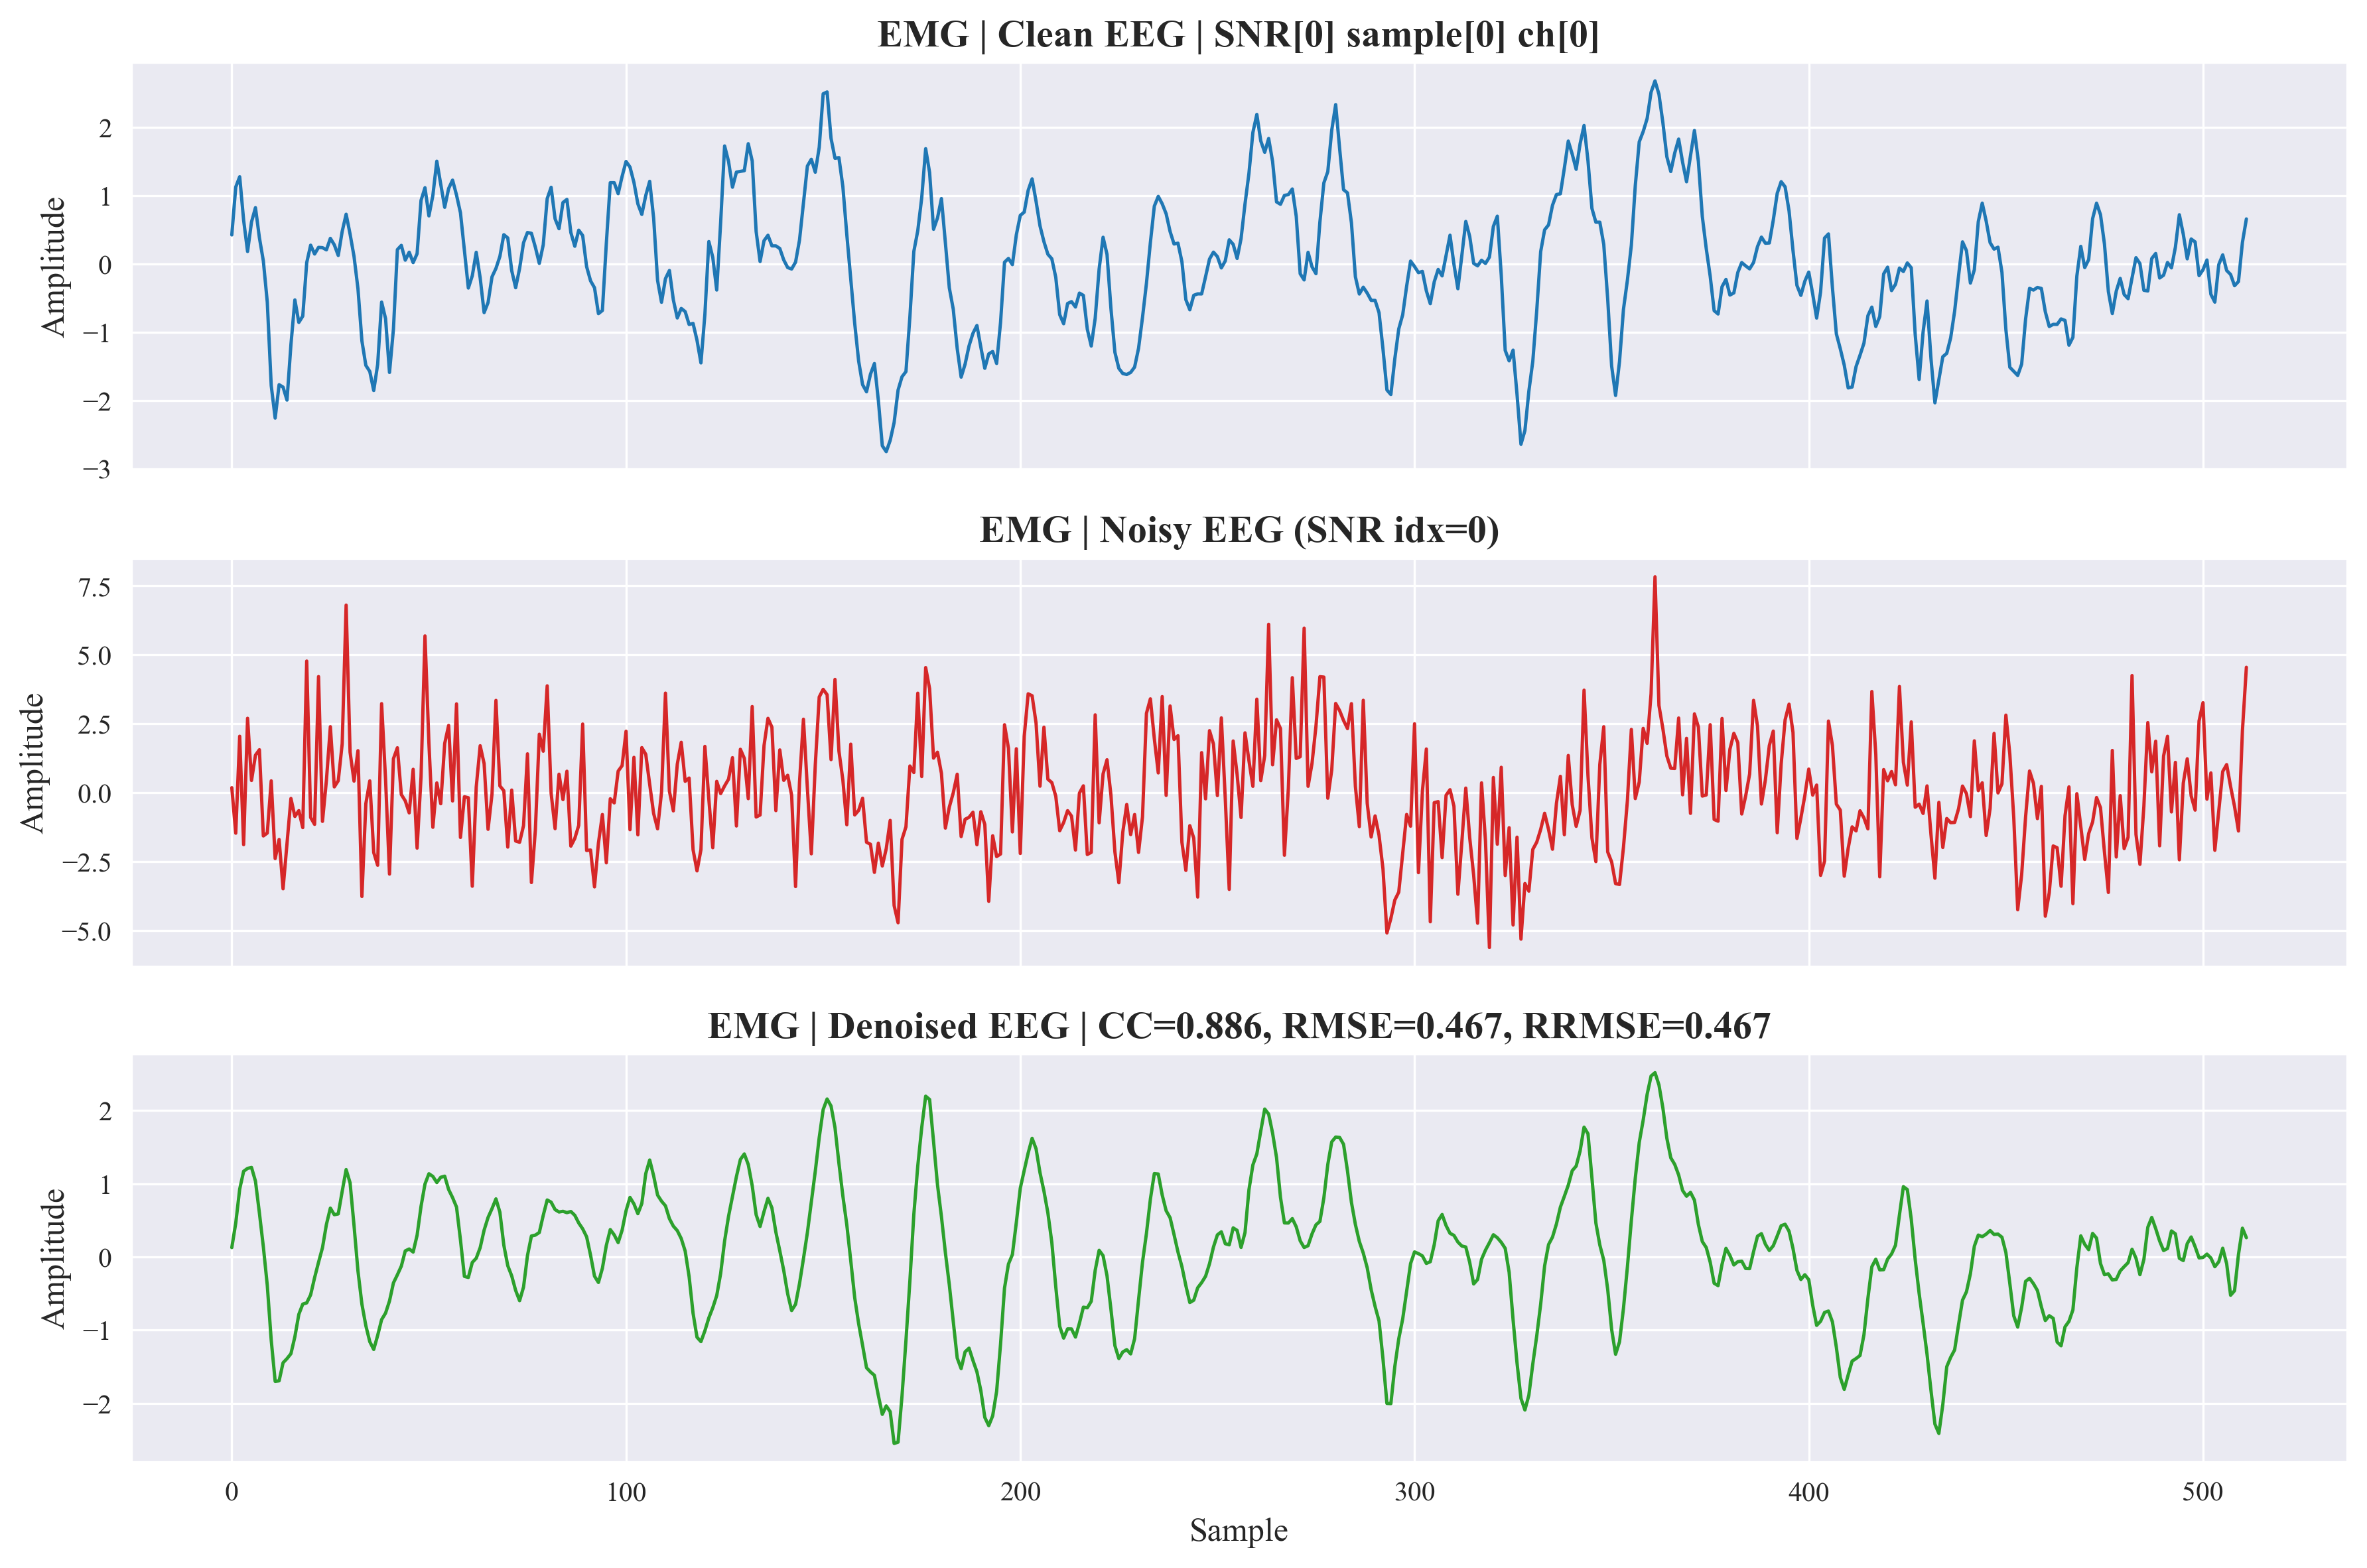 EMG | Clean EEG | SNR[0] sample[0] ch[0]
Amplitude
2
1
0
−1
−2
−3
EMG | Noisy EEG (SNR idx=0)
Amplitude
7.5
5.0
2.5
0.0
−2.5
−5.0
EMG | Denoised EEG | CC=0.886, RMSE=0.467, RRMSE=0.467
Amplitude
2
1
0
−1
−2
0 100 200 300 400 500
Sample